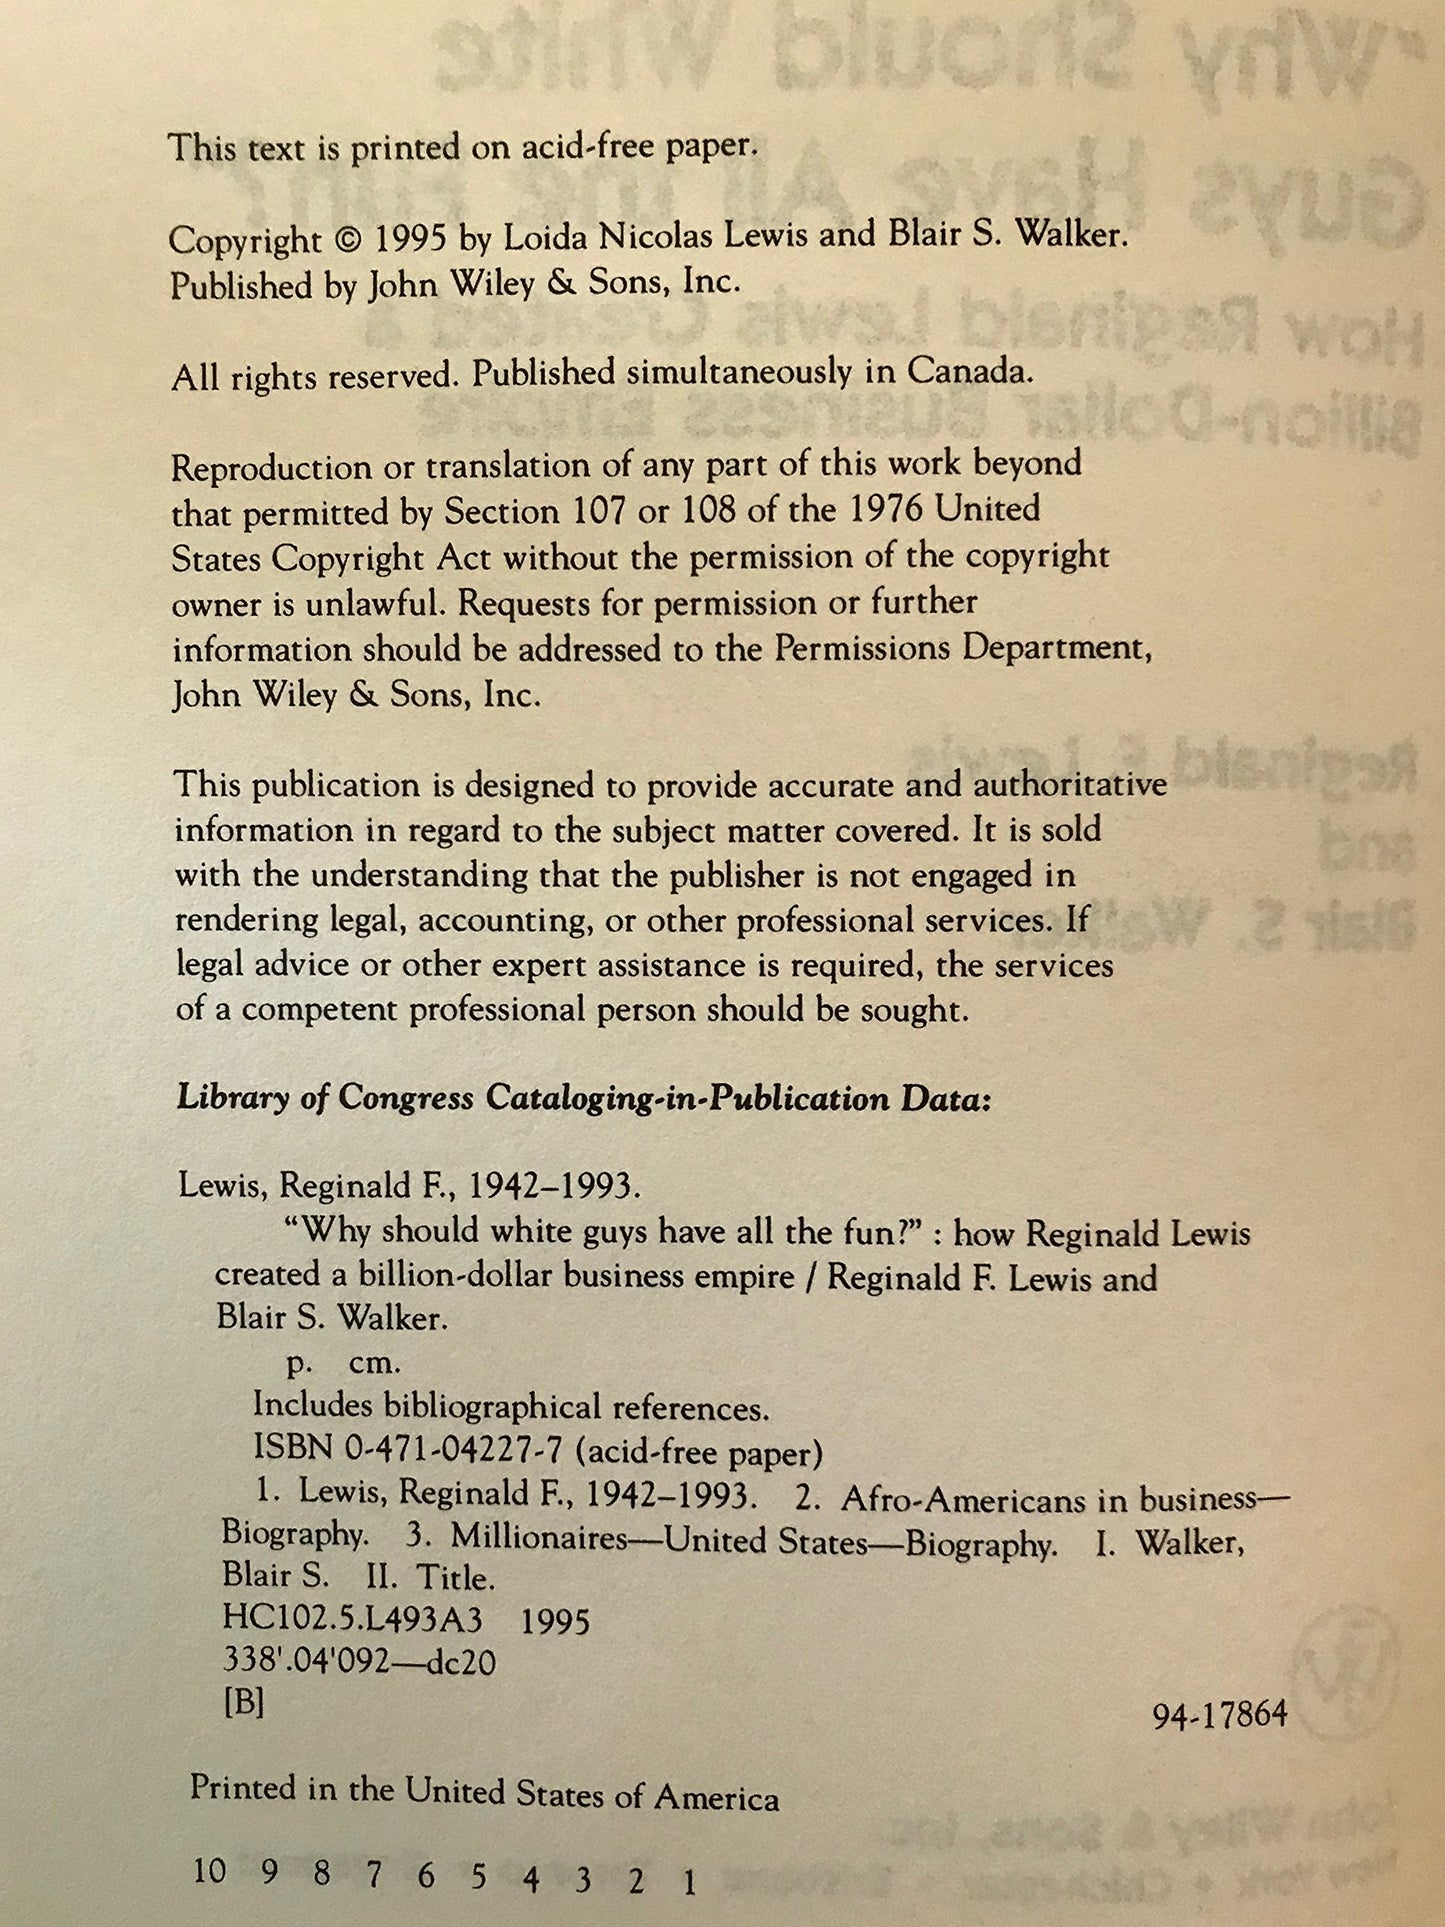 This text is printed on acid-free paper.
Copyright © 1995 by Loida Nicolas Lewis and Blair S. Walker.
Published by John Wiley & Sons, Inc.
All rights reserved. Published simultaneously in Canada.
Reproduction or translation of any part of this work beyond
that permitted by Section 107 or 108 of the 1976 United
States Copyright Act without the permission of the copyright
owner is unlawful. Requests for permission or further
information should be addressed to the Permissions Department,
John Wiley & Sons, Inc.
This publication is designed to provide accurate and authoritative
information in regard to the subject matter covered. It is sold
with the understanding that the publisher is not engaged in
rendering legal, accounting, or other professional services. If
legal advice or other expert assistance is required, the services
of a competent professional person should be sought.
Library of Congress Cataloging-in-Publication Data:
Lewis, Reginald F., 1942–1993.
“Why should white guys have all the fun?” : how Reginald Lewis
created a billion-dollar business empire / Reginald F. Lewis and
Blair S. Walker.
p. cm.
Includes bibliographical references.
ISBN 0-471-04227-7 (acid-free paper)
1. Lewis, Reginald F., 1942–1993. 2. Afro-Americans in business—
Biography. 3. Millionaires—United States—Biography. I. Walker,
Blair S. II. Title.
HC102.5.L493A3 1995
338'.04'092—dc20
[B] 94-17864
Printed in the United States of America
10 9 8 7 6 5 4 3 2 1